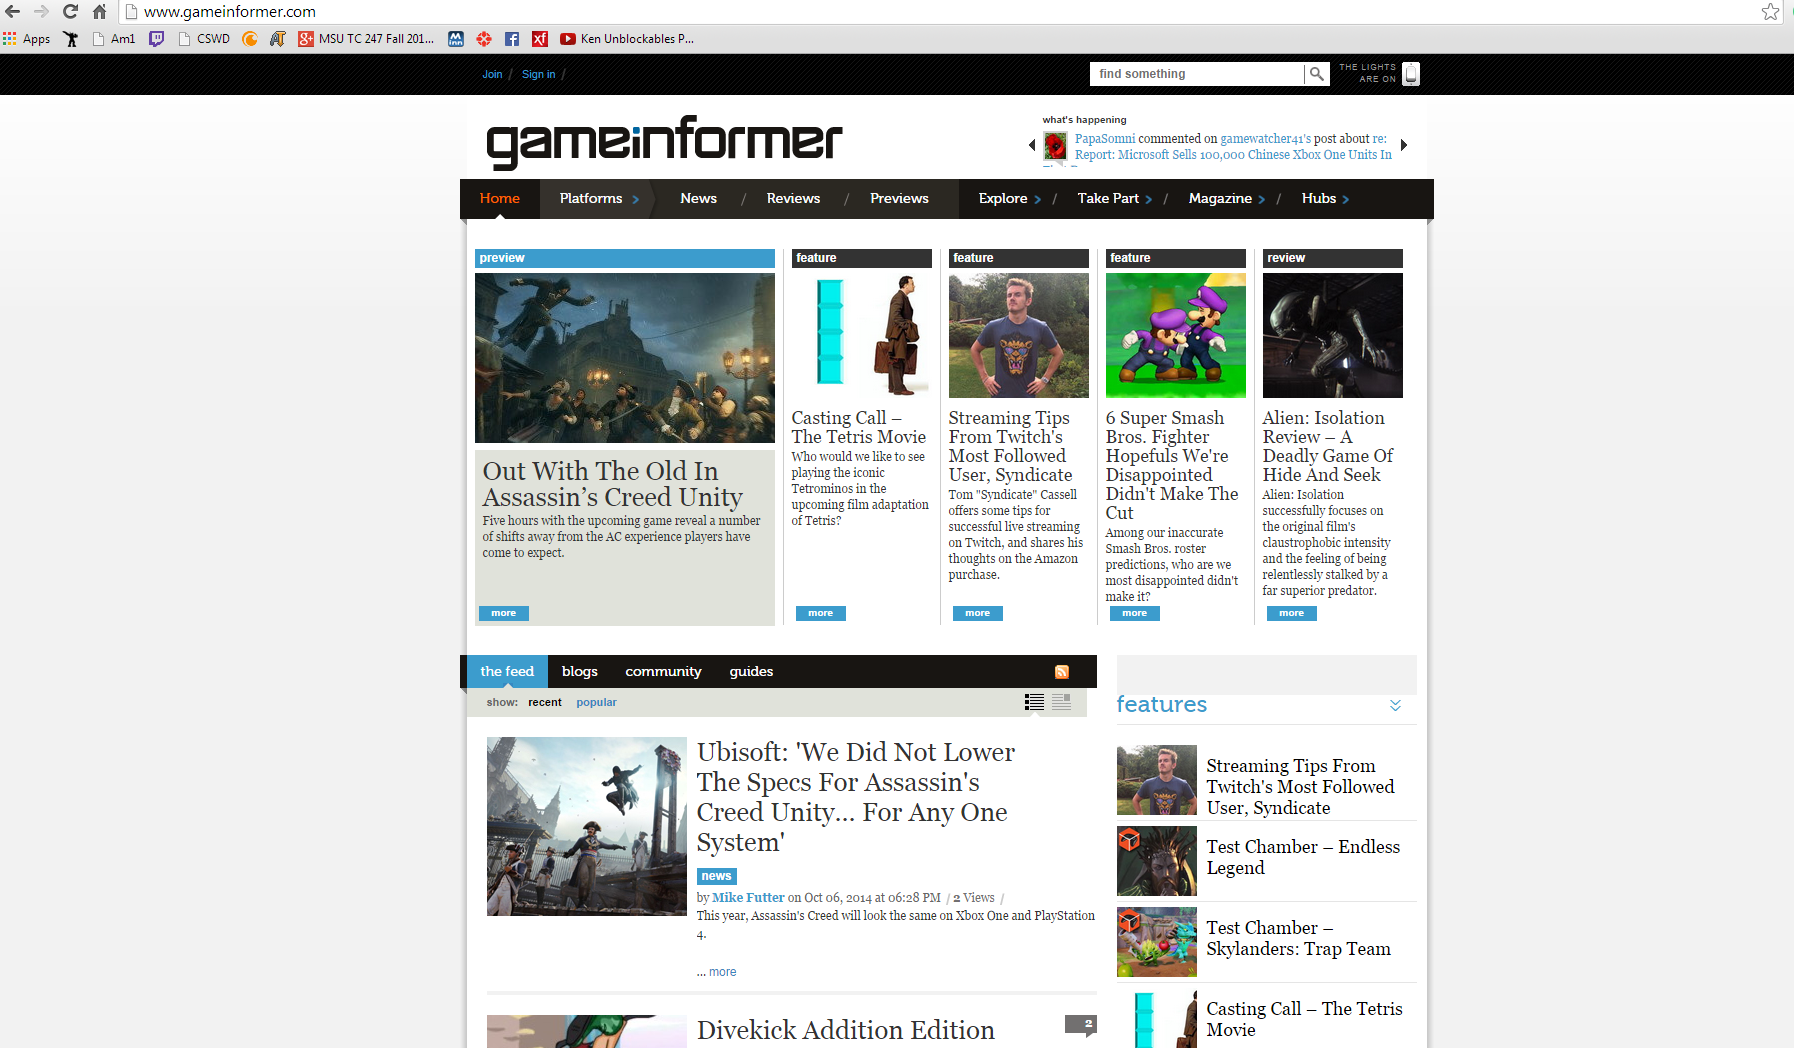 www.gameinformer.com
Apps
Am1
CSWD
MSU TC 247 Fall 201...
Ken Unblockables P...
Join /
Sign in /
find something
THE LIGHTS
ARE ON
gameinformer
what's happening
PapaSomni commented on gamewatcher41's post about re:
Report: Microsoft Sells 100,000 Chinese Xbox One Units In
Home
Platforms
News /
Reviews /
Previews
Explore /
Take Part /
Magazine /
Hubs
preview
Out With The Old In
Assassin’s Creed Unity
Five hours with the upcoming game reveal a number
of shifts away from the AC experience players have
come to expect.
more
feature
Casting Call –
The Tetris Movie
Who would we like to see
playing the iconic
Tetrominos in the
upcoming film adaptation
of Tetris?
more
feature
Streaming Tips
From Twitch's
Most Followed
User, Syndicate
Tom "Syndicate" Cassell
offers some tips for
successful live streaming
on Twitch, and shares his
thoughts on the Amazon
purchase.
more
feature
6 Super Smash
Bros. Fighter
Hopefuls We're
Disappointed
Didn't Make The
Cut
Among our inaccurate
Smash Bros. roster
predictions, who are we
most disappointed didn't
make it?
more
review
Alien: Isolation
Review – A
Deadly Game Of
Hide And Seek
Alien: Isolation
successfully focuses on
the original film's
claustrophobic intensity
and the feeling of being
relentlessly stalked by a
far superior predator.
more
the feed
blogs
community
guides
show: recent popular
Ubisoft: 'We Did Not Lower
The Specs For Assassin's
Creed Unity... For Any One
System'
news
by Mike Futter on Oct 06, 2014 at 06:28 PM / 2 Views /
This year, Assassin's Creed will look the same on Xbox One and PlayStation
4.
... more
Divekick Addition Edition
2
features
Streaming Tips From
Twitch's Most Followed
User, Syndicate
Test Chamber – Endless
Legend
Test Chamber –
Skylanders: Trap Team
Casting Call – The Tetris
Movie